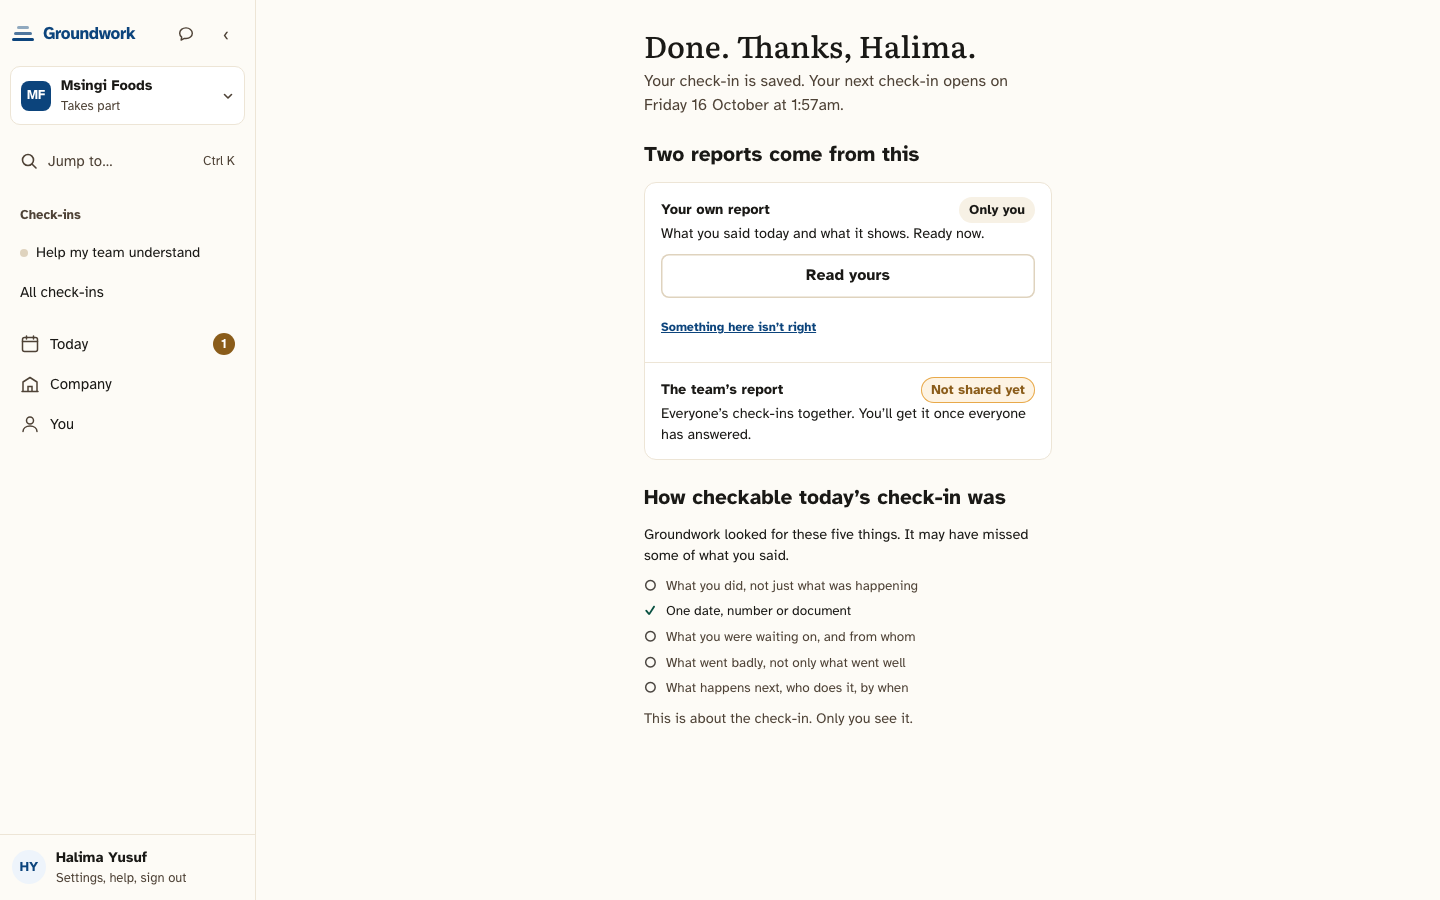 Groundwork
MF
Msingi Foods
Takes part
Jump to…
Ctrl K
Check-ins
Help my team understand
All check-ins
Today
1
Company
You
HY
Halima Yusuf
Settings, help, sign out
Done. Thanks, Halima.
Your check-in is saved. Your next check-in opens on
Friday 16 October at 1:57am.
Two reports come from this
Your own report
Only you
What you said today and what it shows. Ready now.
Read yours
Something here isn’t right
The team’s report
Not shared yet
Everyone’s check-ins together. You’ll get it once everyone
has answered.
How checkable today’s check-in was
Groundwork looked for these five things. It may have missed
some of what you said.
What you did, not just what was happening
One date, number or document
What you were waiting on, and from whom
What went badly, not only what went well
What happens next, who does it, by when
This is about the check-in. Only you see it.